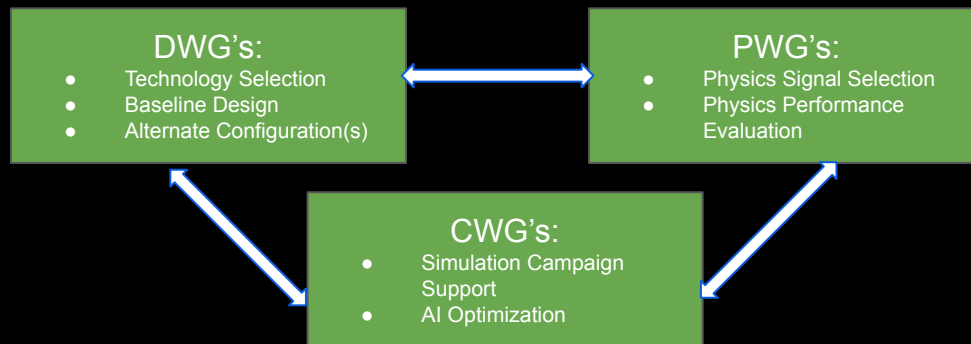 DWG's:
● Technology Selection
● Baseline Design
● Alternate Configuration(s)
PWG's:
● Physics Signal Selection
● Physics Performance
Evaluation
CWG's:
● Simulation Campaign
Support
● AI Optimization